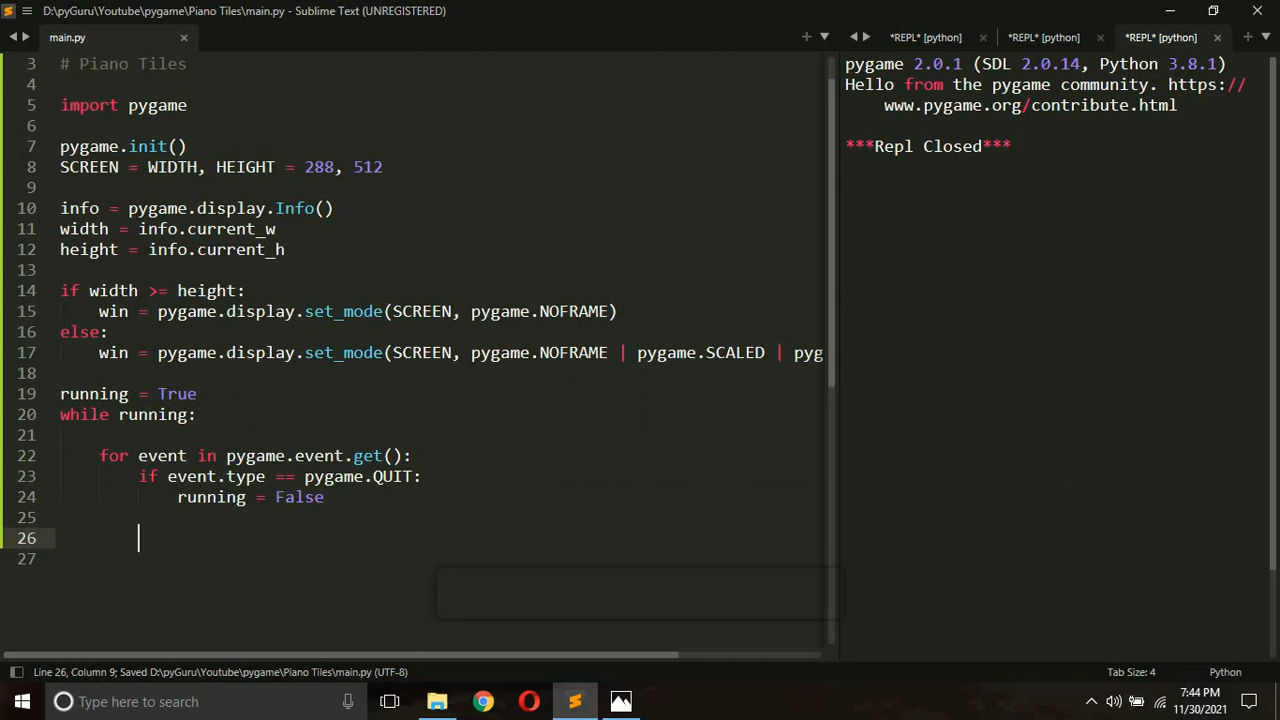 D:\pyGuru\Youtube\pygame\Piano Tiles\main.py - Sublime Text (UNREGISTERED)
main.py
*REPL* [python] *REPL* [python] *REPL* [python]
3 # Piano Tiles
4
5 import pygame
6
7 pygame.init()
8 SCREEN = WIDTH, HEIGHT = 288, 512
9
10 info = pygame.display.Info()
11 width = info.current_w
12 height = info.current_h
13
14 if width >= height:
15 win = pygame.display.set_mode(SCREEN, pygame.NOFRAME)
16 else:
17 win = pygame.display.set_mode(SCREEN, pygame.NOFRAME | pygame.SCALED | pyg
18
19 running = True
20 while running:
21
22 for event in pygame.event.get():
23 if event.type == pygame.QUIT:
24 running = False
25
26
27
pygame 2.0.1 (SDL 2.0.14, Python 3.8.1)
Hello from the pygame community. https://
www.pygame.org/contribute.html
***Repl Closed***
Line 26, Column 9; Saved D:\pyGuru\Youtube\pygame\Piano Tiles\main.py (UTF-8)
Tab Size: 4 Python
Type here to search
7:44 PM
11/30/2021